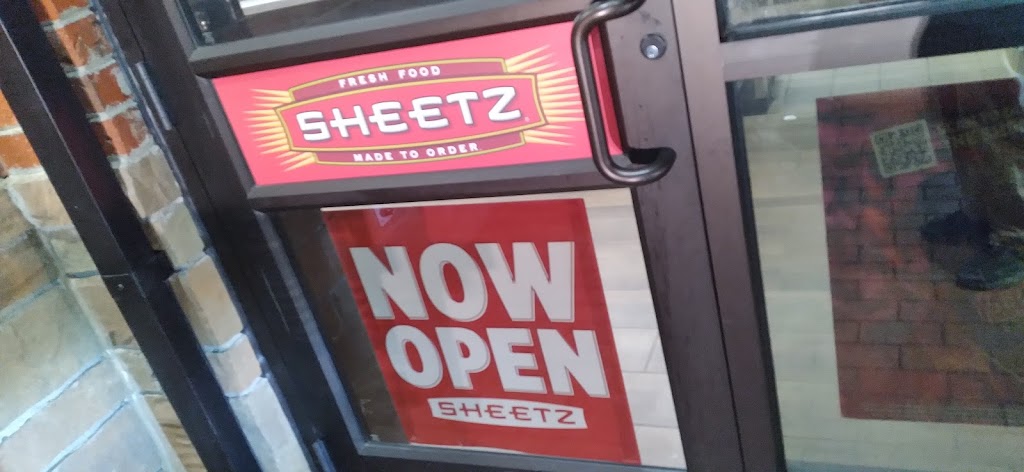 FRESH FOOD
SHEETZ
MADE TO ORDER
NOW
OPEN
SHEETZ